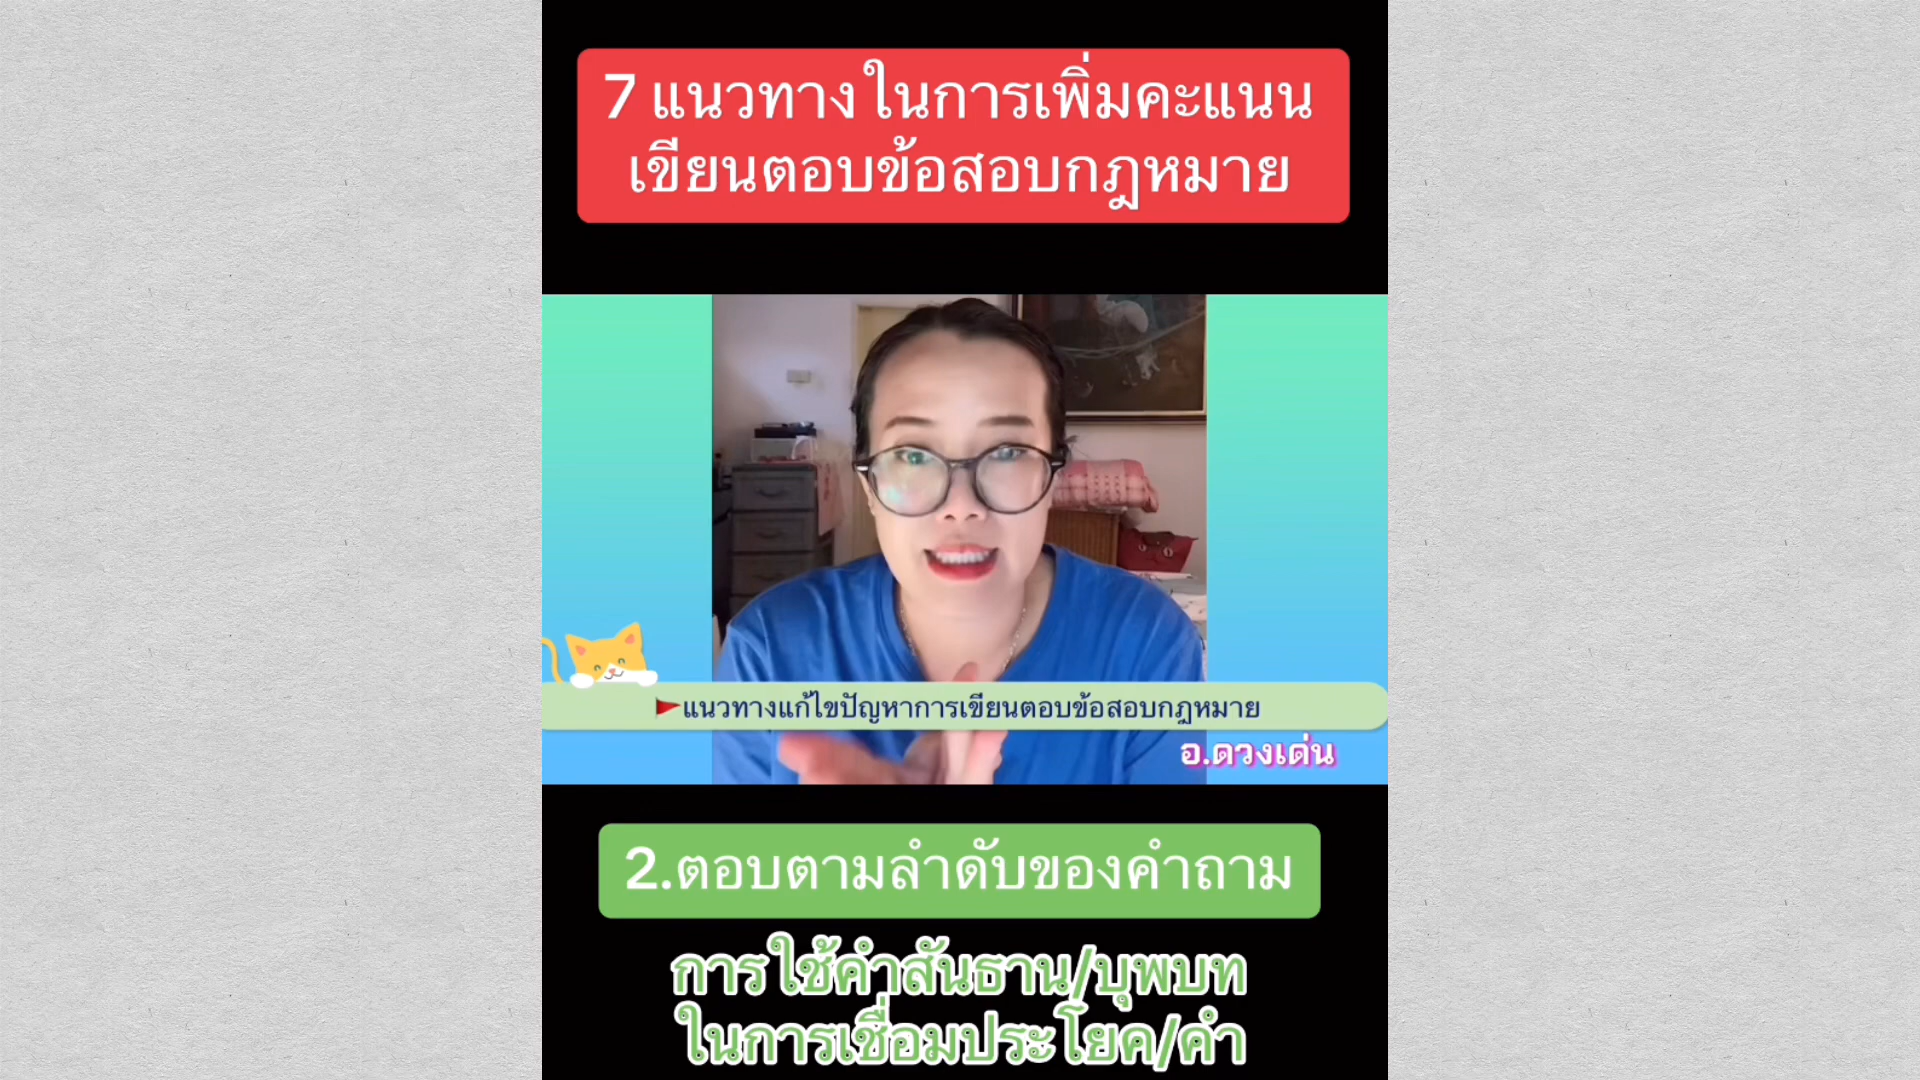 7 แนวทางในการเพิ่มคะแนน
เขียนตอบข้อสอบกฎหมาย
แนวทางแก้ไขปัญหาการเขียนตอบข้อสอบกฎหมาย
อ.ดวงเด่น
2.ตอบตามลำดับของคำถาม
การใช้คำสันธาน/บุพบท
ในการเชื่อมประโยค/คำ